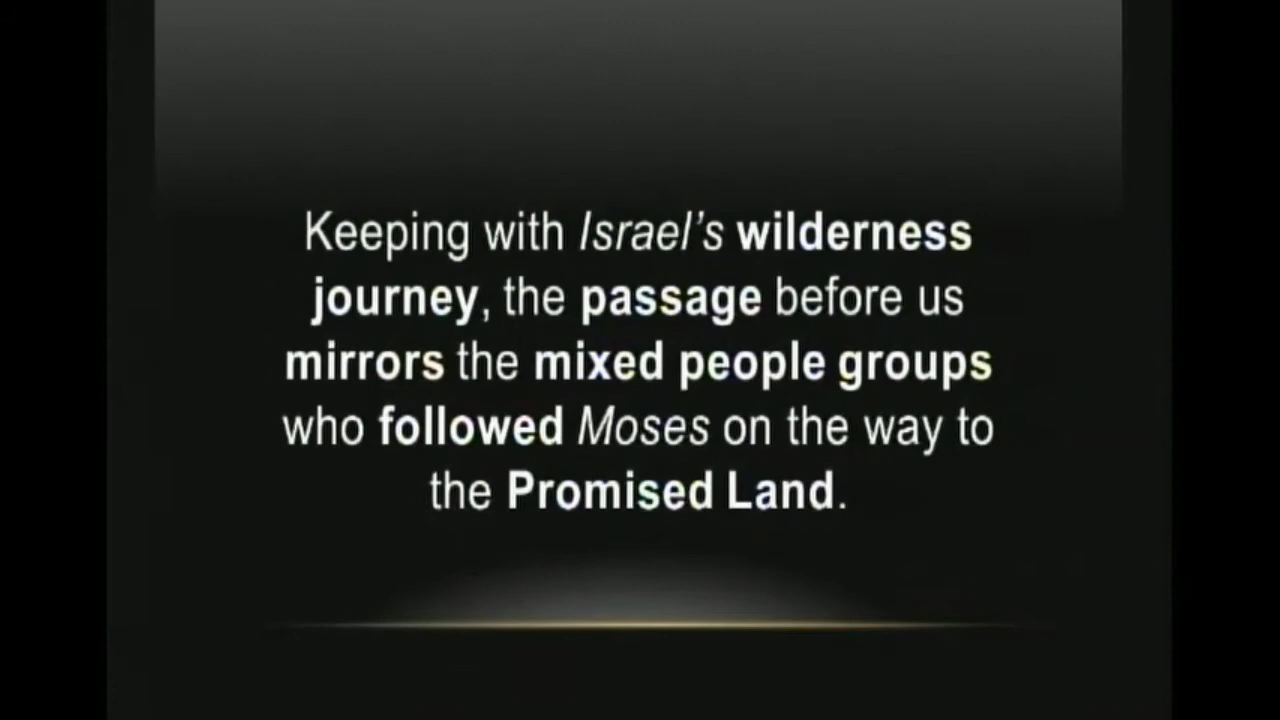 Keeping with Israel’s wilderness
journey, the passage before us
mirrors the mixed people groups
who followed Moses on the way to
the Promised Land.